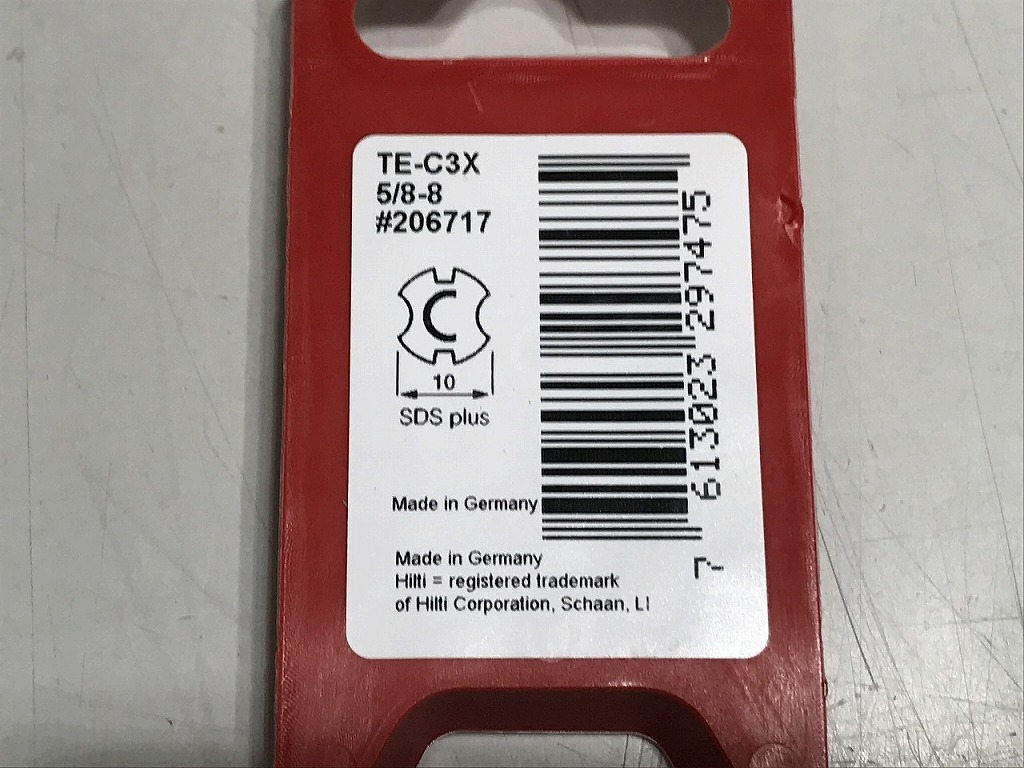 TE-C3X
5/8-8
#206717
C
10
SDS plus
Made in Germany
Made in Germany
Hilti = registered trademark
of Hilti Corporation, Schaan, LI
7 613023 297475